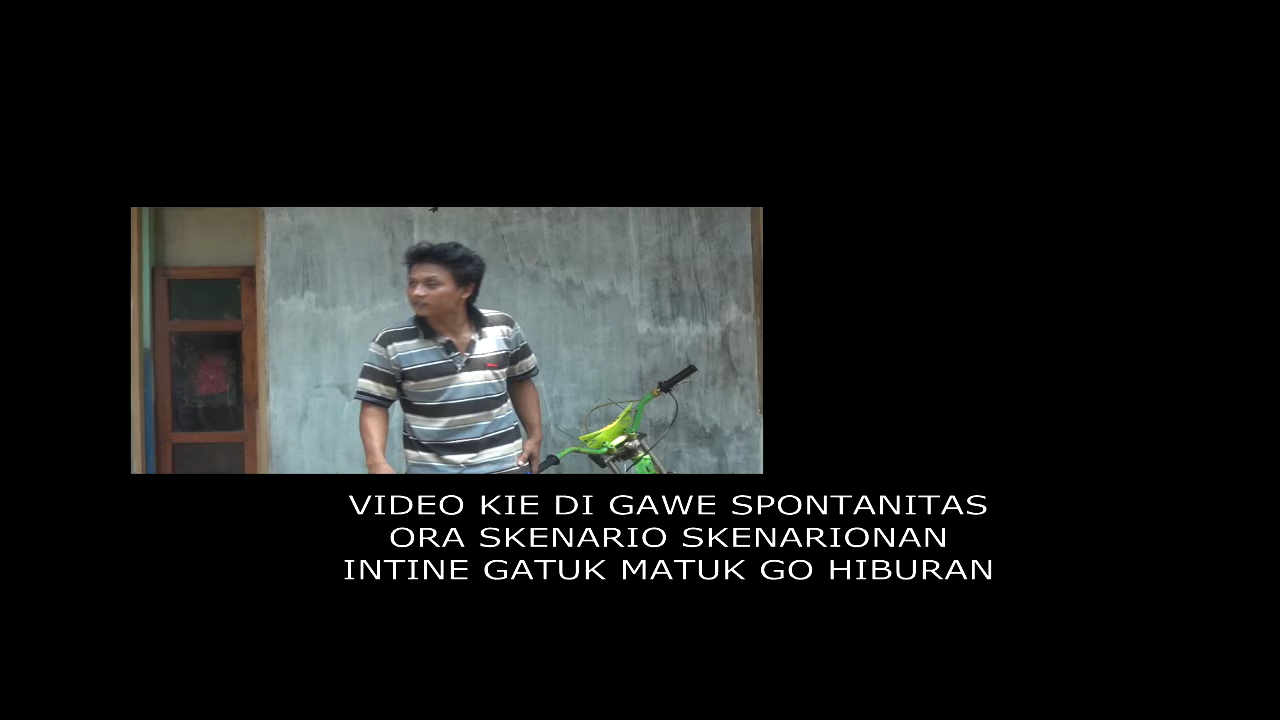 VIDEO KIE DI GAWE SPONTANITAS
ORA SKENARIO SKENARIONAN
INTINE GATUK MATUK GO HIBURAN